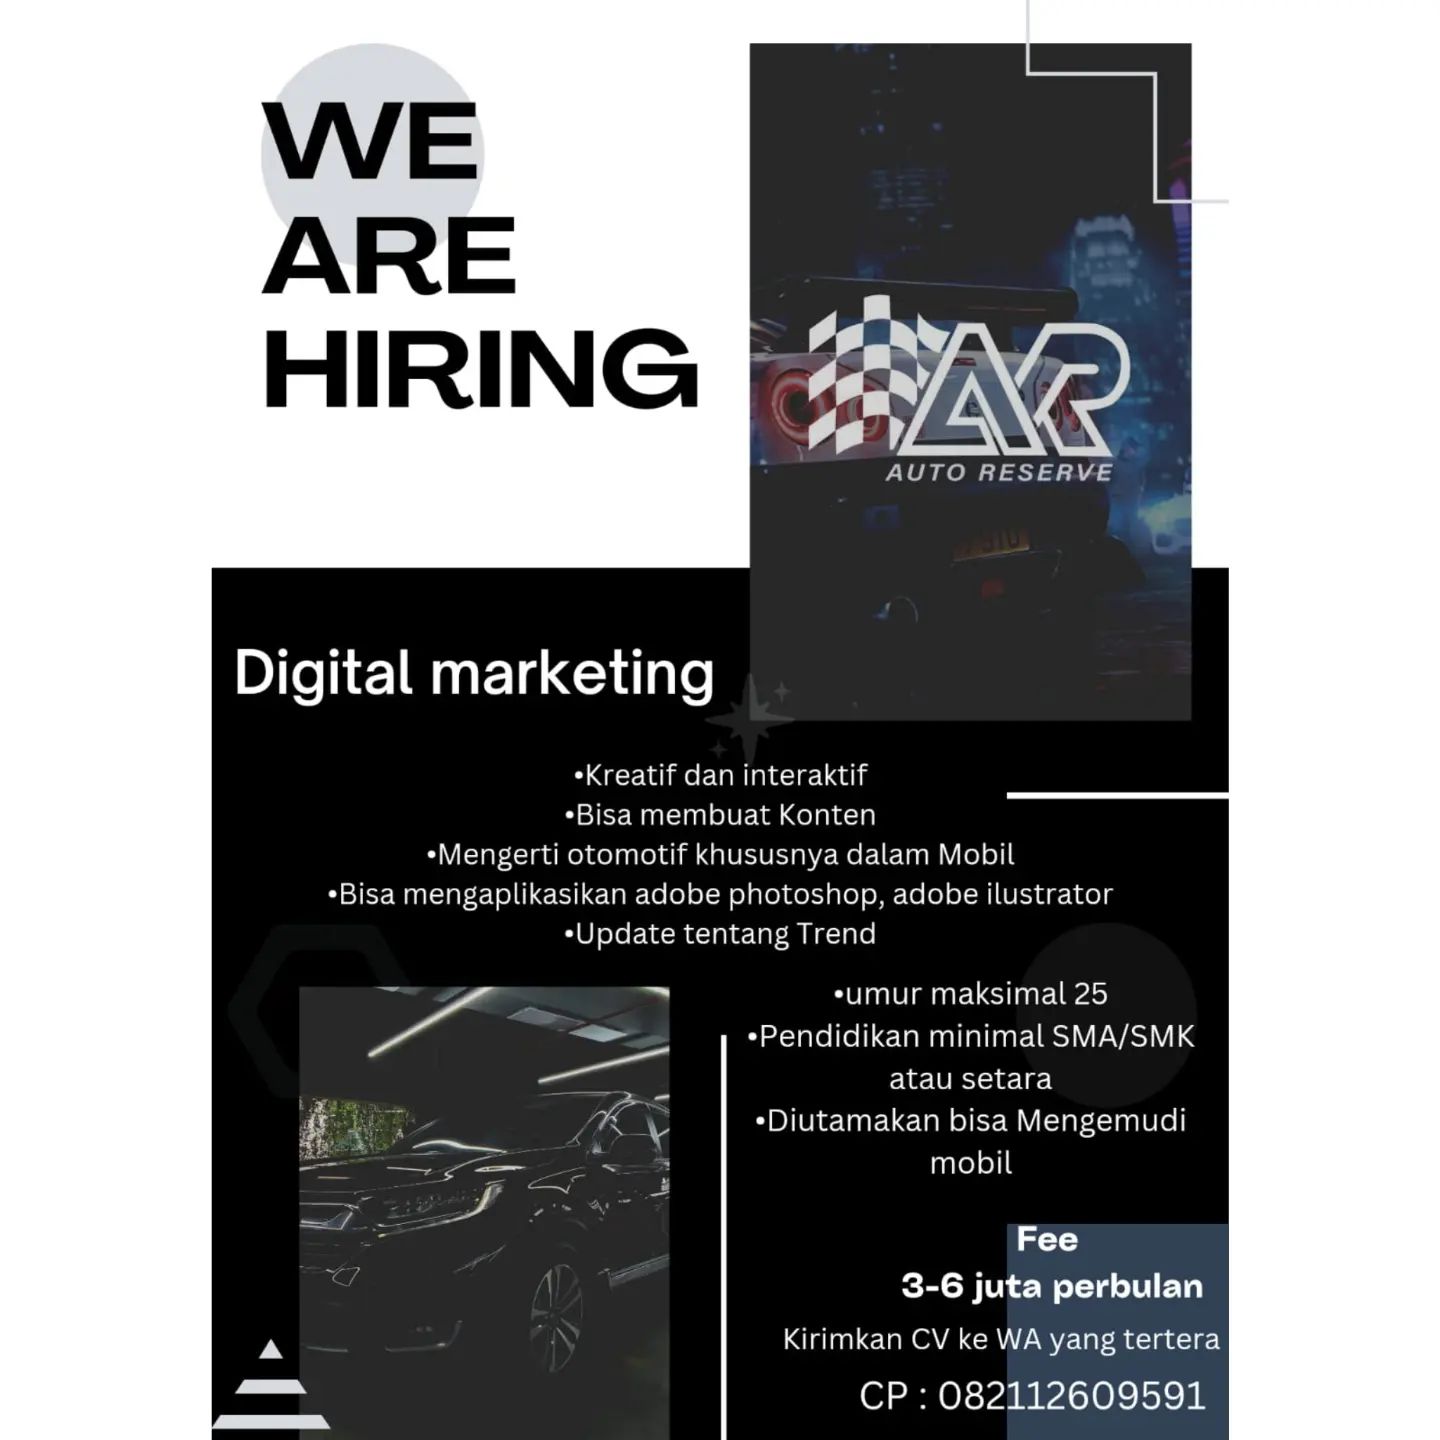 WE
ARE
HIRING
AR
AUTO RESERVE
Digital marketing
•Kreatif dan interaktif
•Bisa membuat Konten
•Mengerti otomotif khususnya dalam Mobil
•Bisa mengaplikasikan adobe photoshop, adobe ilustrator
•Update tentang Trend
•umur maksimal 25
•Pendidikan minimal SMA/SMK
atau setara
•Diutamakan bisa Mengemudi
mobil
Fee
3-6 juta perbulan
Kirimkan CV ke WA yang tertera
CP : 082112609591